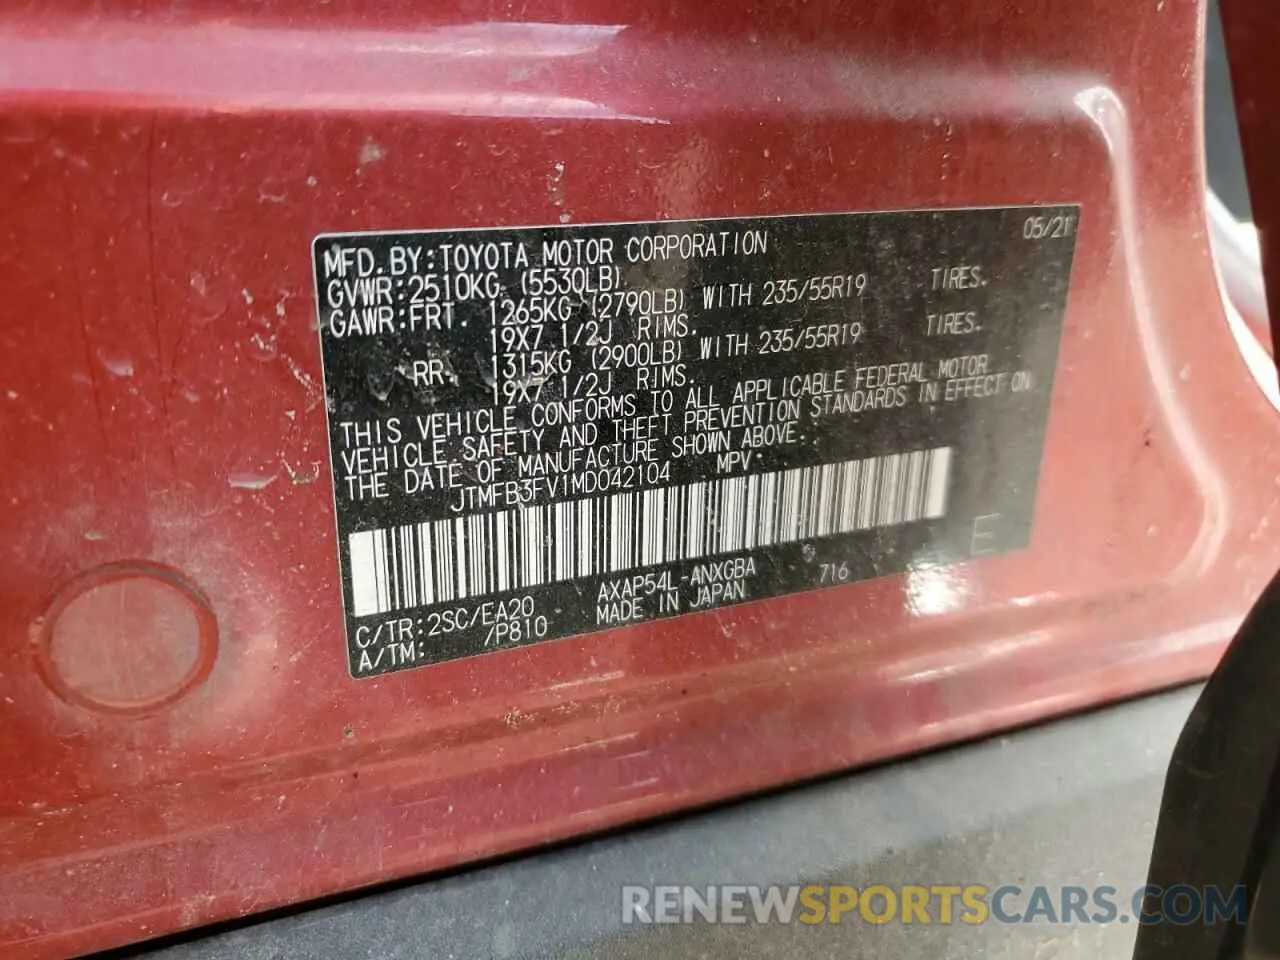 MFD.BY:TOYOTA MOTOR CORPORATION 05/21
GVWR:2510KG (5530LB)
GAWR:FRT. 1265KG (2790LB) WITH 235/55R19 TIRES.
19X7 1/2J RIMS.
RR. 1315KG (2900LB) WITH 235/55R19 TIRES.
19X7 1/2J RIMS.
THIS VEHICLE CONFORMS TO ALL APPLICABLE FEDERAL MOTOR
VEHICLE SAFETY AND THEFT PREVENTION STANDARDS IN EFFECT ON
THE DATE OF MANUFACTURE SHOWN ABOVE.
JTMFB3FV1MD042104 MPV
E
C/TR:2SC/EA20 AXAP54L-ANXGBA 716
A/TM: /P810 MADE IN JAPAN
RENEWSPORTSCARS.COM